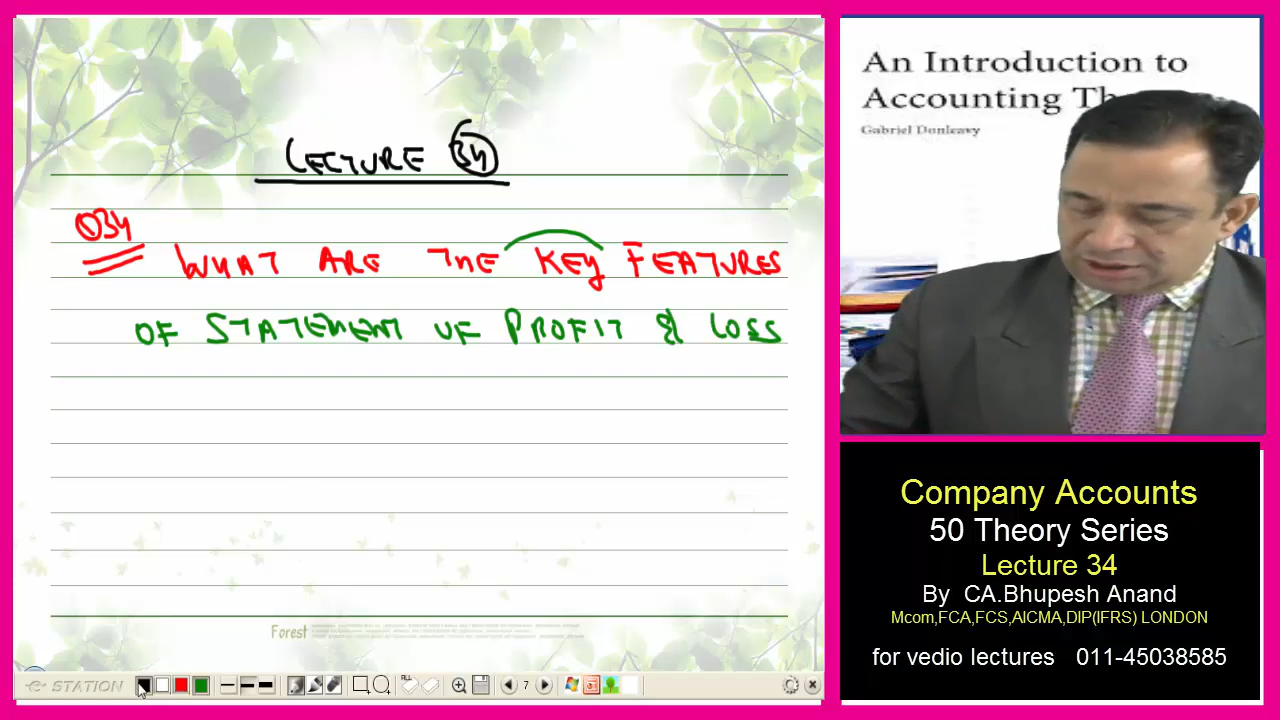 LECTURE 34
Q34 WHAT ARE THE KEY FEATURES
OF STATEMENT OF PROFIT & LOSS
Forest
e-STATION
7
An Introduction to
Accounting Th
Gabriel Donleavy
Company Accounts
50 Theory Series
Lecture 34
By CA.Bhupesh Anand
Mcom,FCA,FCS,AICMA,DIP(IFRS) LONDON
for vedio lectures 011-45038585